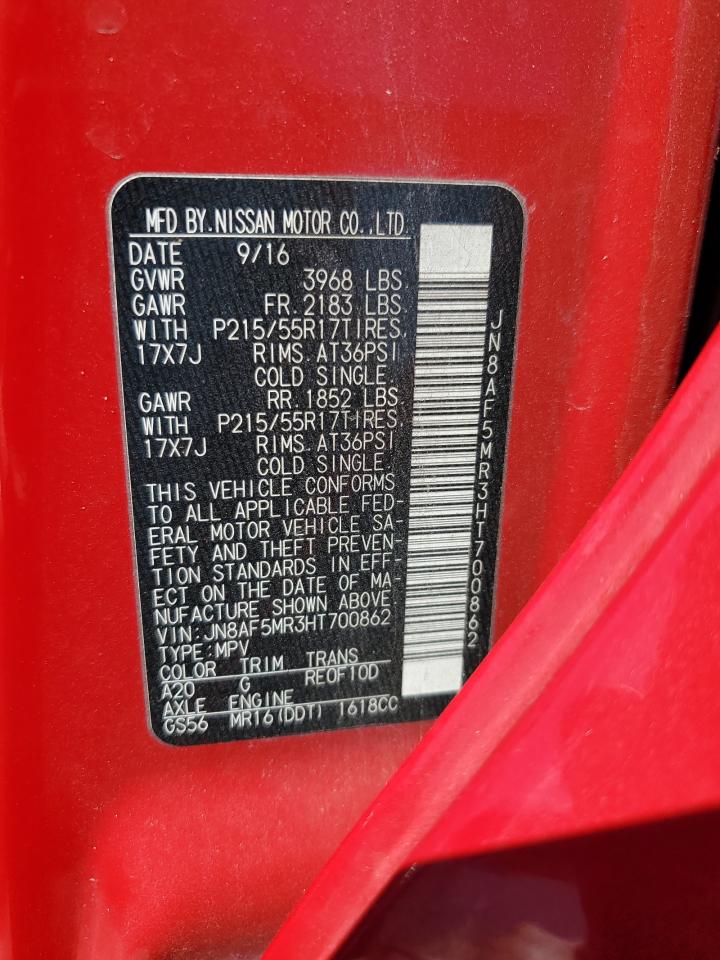 MFD BY.NISSAN MOTOR CO.,LTD.
DATE 9/16
GVWR 3968 LBS
GAWR FR.2183 LBS
WITH P215/55R17TIRES,
17X7J RIMS.AT36PSI
COLD SINGLE.
GAWR RR.1852 LBS
WITH P215/55R17TIRES,
17X7J RIMS.AT36PSI
COLD SINGLE.
THIS VEHICLE CONFORMS
TO ALL APPLICABLE FED-
ERAL MOTOR VEHICLE SA-
FETY AND THEFT PREVEN-
TION STANDARDS IN EFF-
ECT ON THE DATE OF MA-
NUFACTURE SHOWN ABOVE.
VIN:JN8AF5MR3HT700862
TYPE:MPV
COLOR TRIM TRANS
A20 G RE0F10D
AXLE ENGINE
GS56 MR16(DDT) 1618CC
JN8AF5MR3HT700862